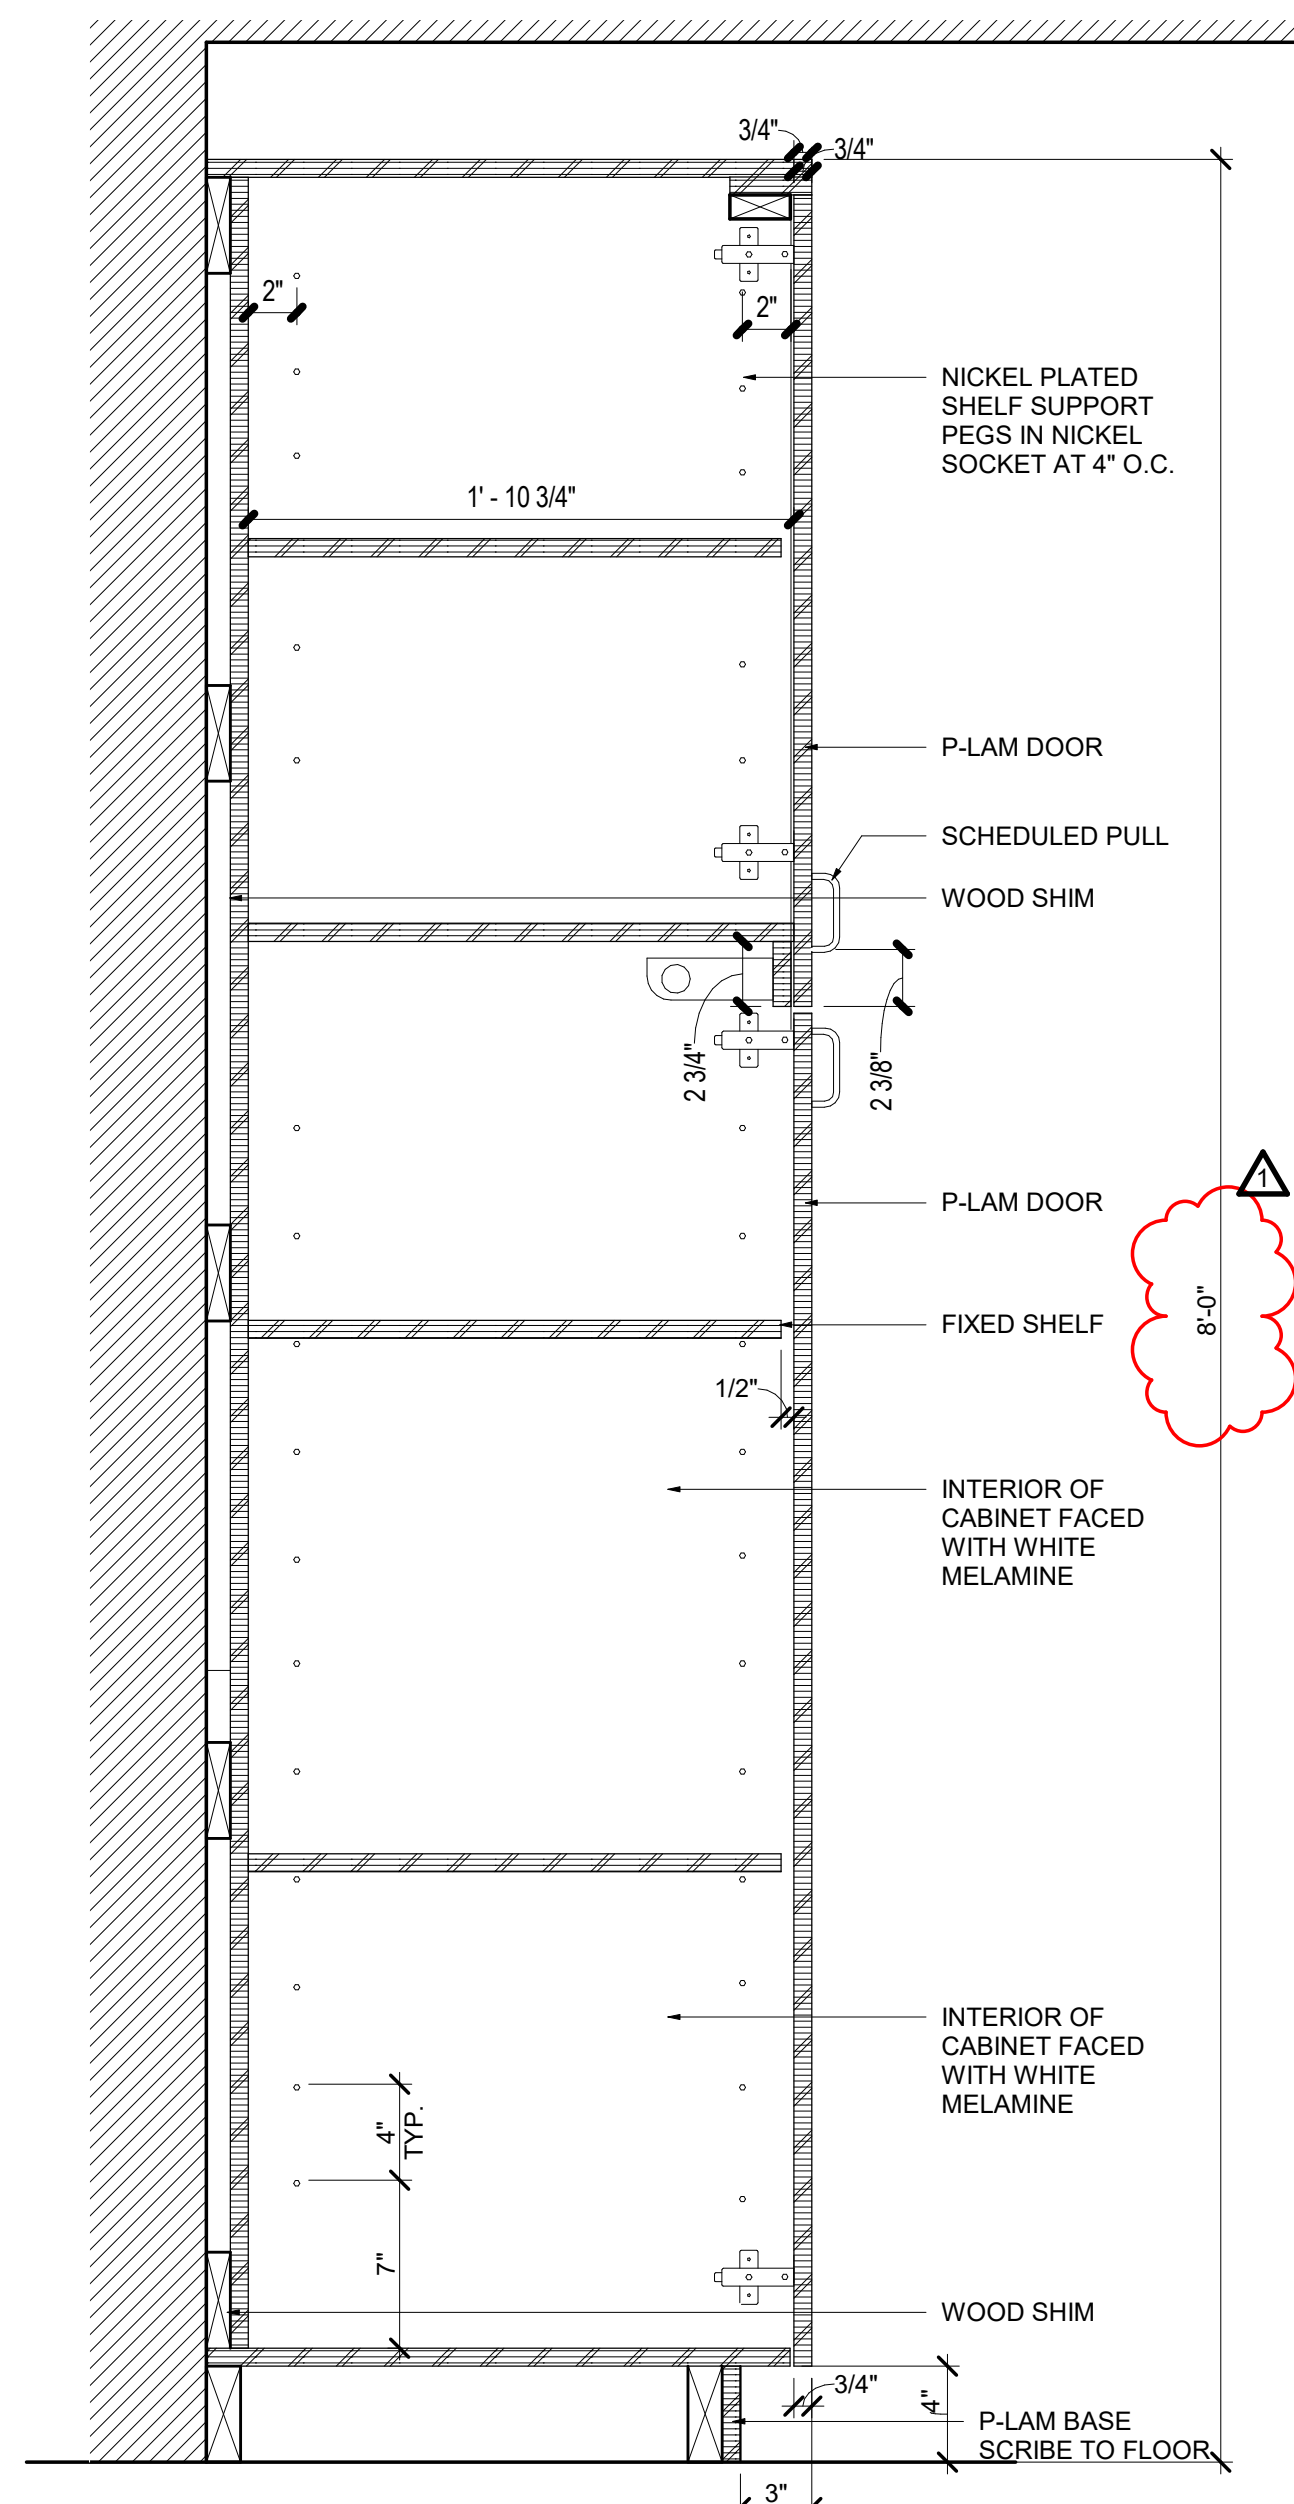 3/4"
3/4"
2"
2"
NICKEL PLATED
SHELF SUPPORT
PEGS IN NICKEL
SOCKET AT 4" O.C.
1' - 10 3/4"
P-LAM DOOR
SCHEDULED PULL
WOOD SHIM
2 3/4"
2 3/8"
1
P-LAM DOOR
8'-0"
FIXED SHELF
1/2"
INTERIOR OF
CABINET FACED
WITH WHITE
MELAMINE
INTERIOR OF
CABINET FACED
WITH WHITE
MELAMINE
4"
TYP.
7"
WOOD SHIM
3/4"
4"
P-LAM BASE
SCRIBE TO FLOOR
3"